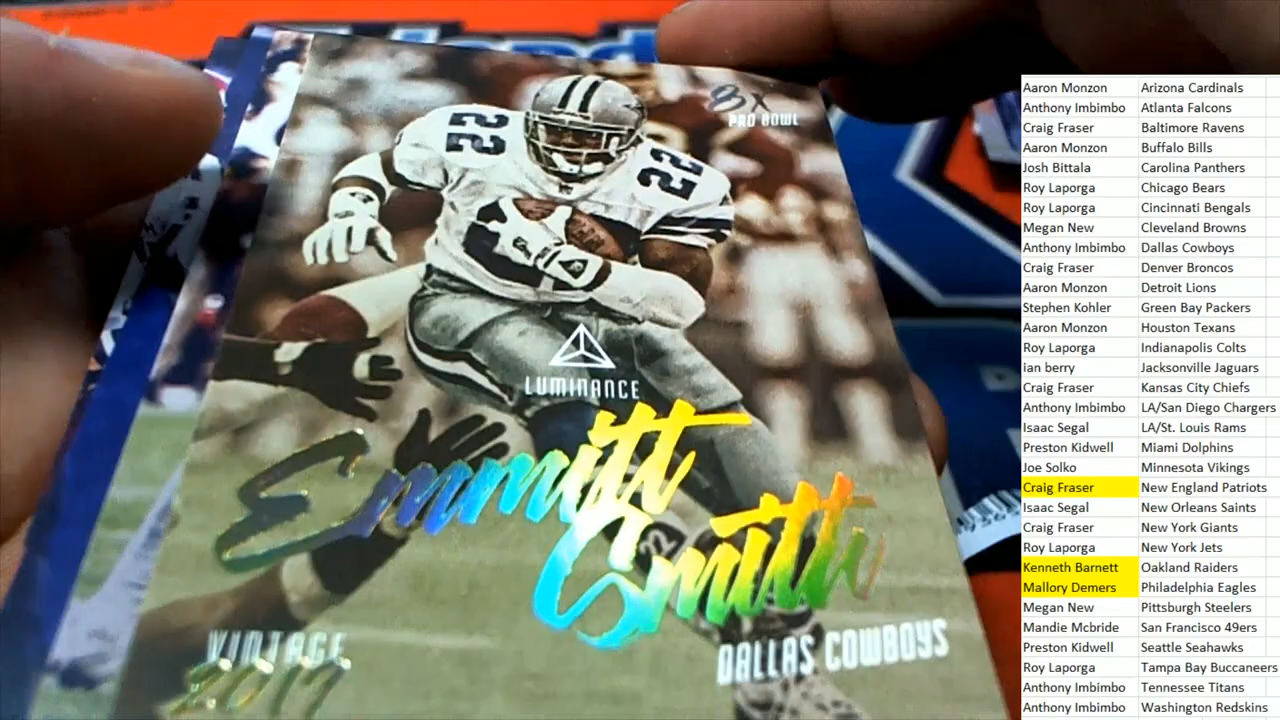 8x
PRO BOWL
22
22
LUMINANCE
Emmitt
Smith
VINTAGE
2019
DALLAS COWBOYS
Aaron Monzon Arizona Cardinals
Anthony Imbimbo Atlanta Falcons
Craig Fraser Baltimore Ravens
Aaron Monzon Buffalo Bills
Josh Bittala Carolina Panthers
Roy Laporga Chicago Bears
Roy Laporga Cincinnati Bengals
Megan New Cleveland Browns
Anthony Imbimbo Dallas Cowboys
Craig Fraser Denver Broncos
Aaron Monzon Detroit Lions
Stephen Kohler Green Bay Packers
Aaron Monzon Houston Texans
Roy Laporga Indianapolis Colts
ian berry Jacksonville Jaguars
Craig Fraser Kansas City Chiefs
Anthony Imbimbo LA/San Diego Chargers
Isaac Segal LA/St. Louis Rams
Preston Kidwell Miami Dolphins
Joe Solko Minnesota Vikings
Craig Fraser New England Patriots
Isaac Segal New Orleans Saints
Craig Fraser New York Giants
Roy Laporga New York Jets
Kenneth Barnett Oakland Raiders
Mallory Demers Philadelphia Eagles
Megan New Pittsburgh Steelers
Mandie Mcbride San Francisco 49ers
Preston Kidwell Seattle Seahawks
Roy Laporga Tampa Bay Buccaneers
Anthony Imbimbo Tennessee Titans
Anthony Imbimbo Washington Redskins